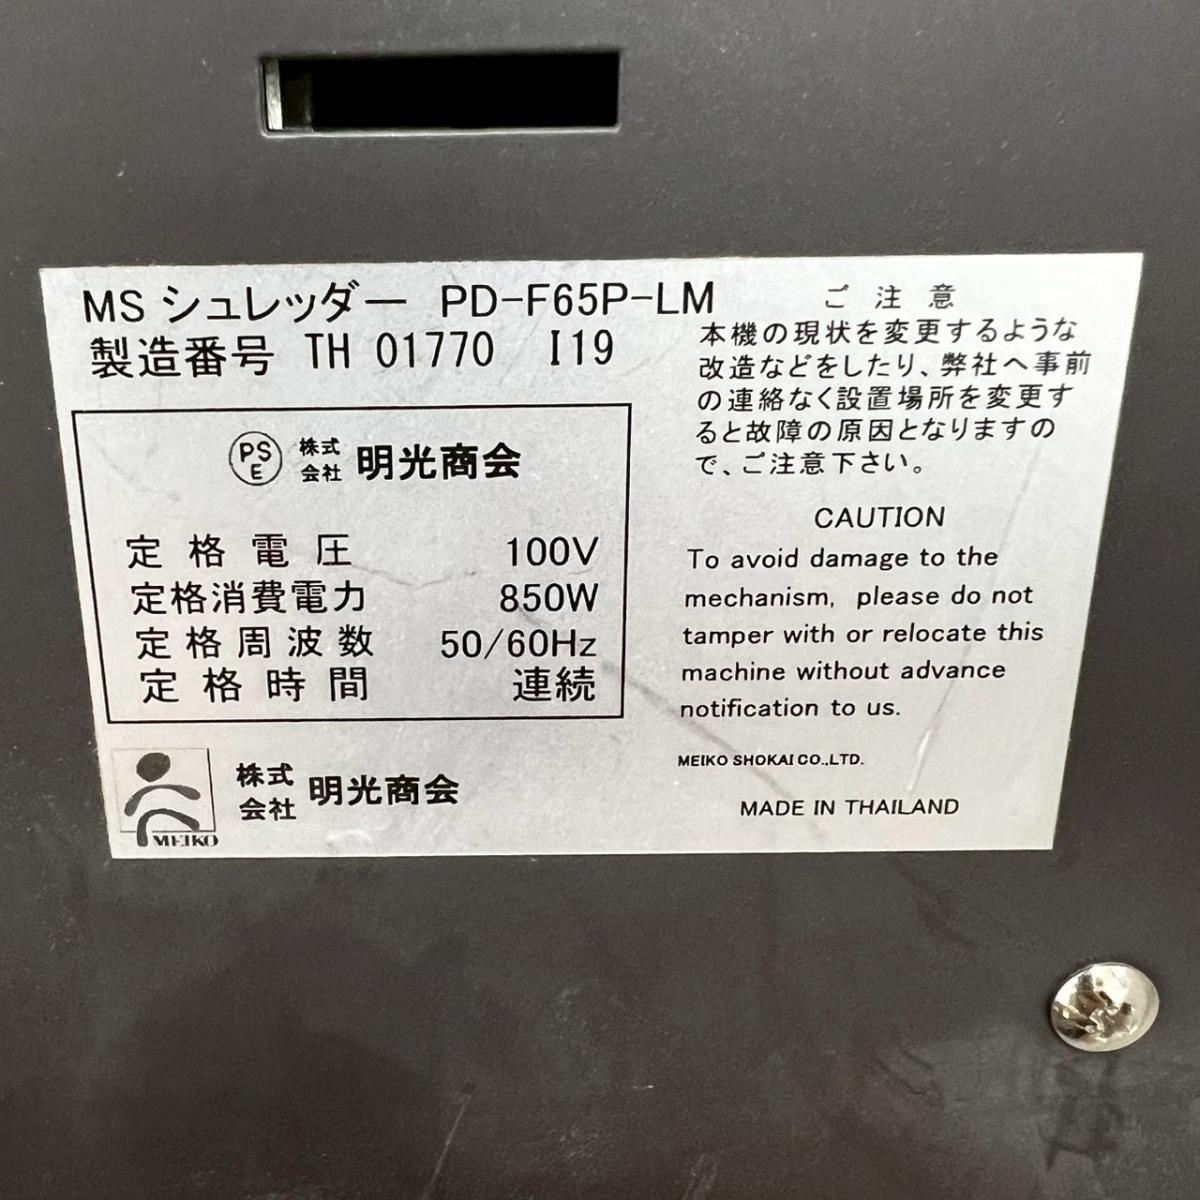 MS シュレッダー PD-F65P-LM
製造番号 TH 01770 I19
PS
E
株式
会社 明光商会
定格電圧 100V
定格消費電力 850W
定格周波数 50/60Hz
定格時間 連続
株式
会社 明光商会
MEIKO
ご注意
本機の現状を変更するような
改造などをしたり、弊社へ事前
の連絡なく設置場所を変更す
ると故障の原因となりますの
で、ご注意下さい。
CAUTION
To avoid damage to the
mechanism, please do not
tamper with or relocate this
machine without advance
notification to us.
MEIKO SHOKAI CO.,LTD.
MADE IN THAILAND